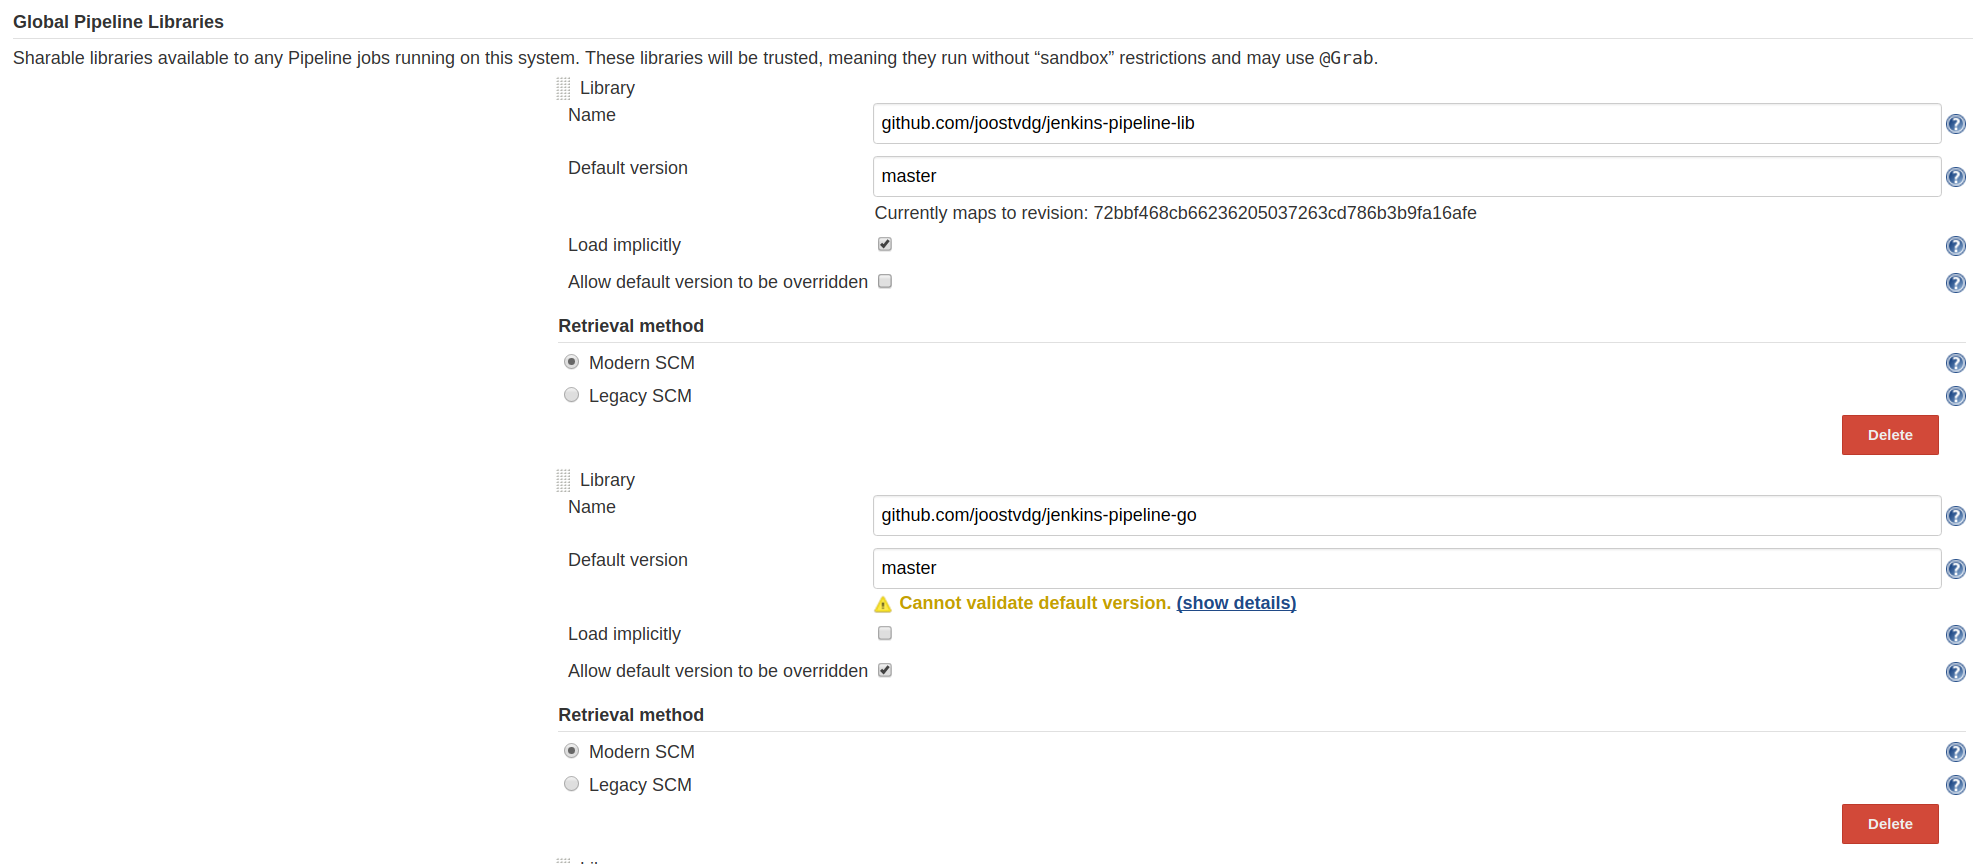 Global Pipeline Libraries
Sharable libraries available to any Pipeline jobs running on this system. These libraries will be trusted, meaning they run without “sandbox” restrictions and may use @Grab.
Library
Name
github.com/joostvdg/jenkins-pipeline-lib
Default version
master
Currently maps to revision: 72bbf468cb66236205037263cd786b3b9fa16afe
Load implicitly
Allow default version to be overridden
Retrieval method
Modern SCM
Legacy SCM
Delete
Library
Name
github.com/joostvdg/jenkins-pipeline-go
Default version
master
Cannot validate default version. (show details)
Load implicitly
Allow default version to be overridden
Retrieval method
Modern SCM
Legacy SCM
Delete